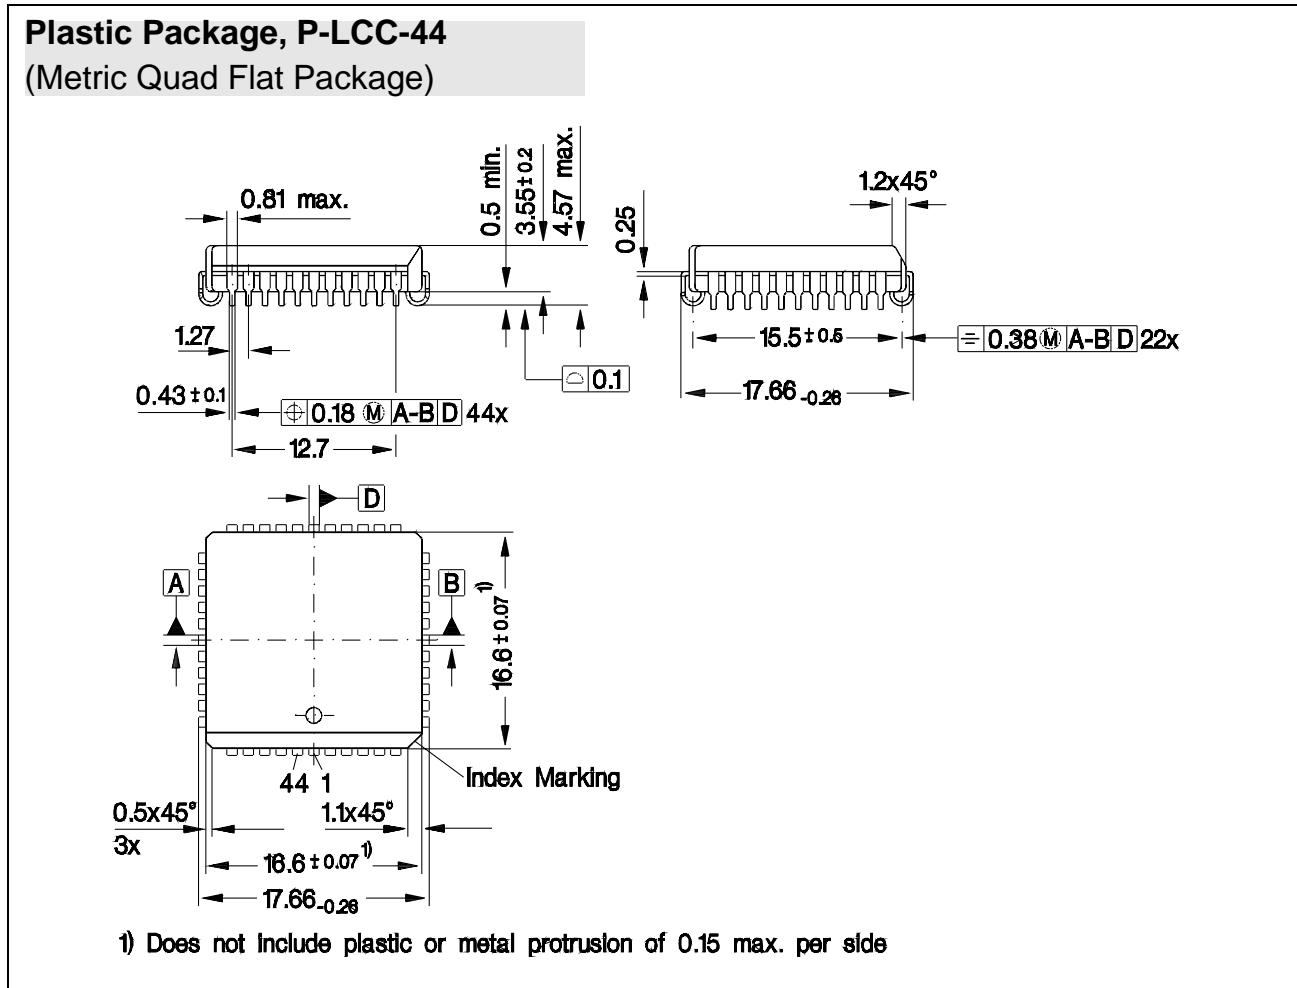 Plastic Package, P-LCC-44
(Metric Quad Flat Package)
0.81 max.
0.5 min.
3.55±0.2
4.57 max.
0.25
1.2x45°
1.27
0.43 ±0.1
⌓ 0.1
⌖ 0.18 Ⓜ A-B D 44x
12.7
15.5±0.5
⌯ 0.38 Ⓜ A-B D 22x
17.66 -0.26
D
A
B
16.6 ±0.07 1)
44 1
Index Marking
0.5x45°
3x
1.1x45°
16.6 ±0.07 1)
17.66 -0.26
1) Does not include plastic or metal protrusion of 0.15 max. per side